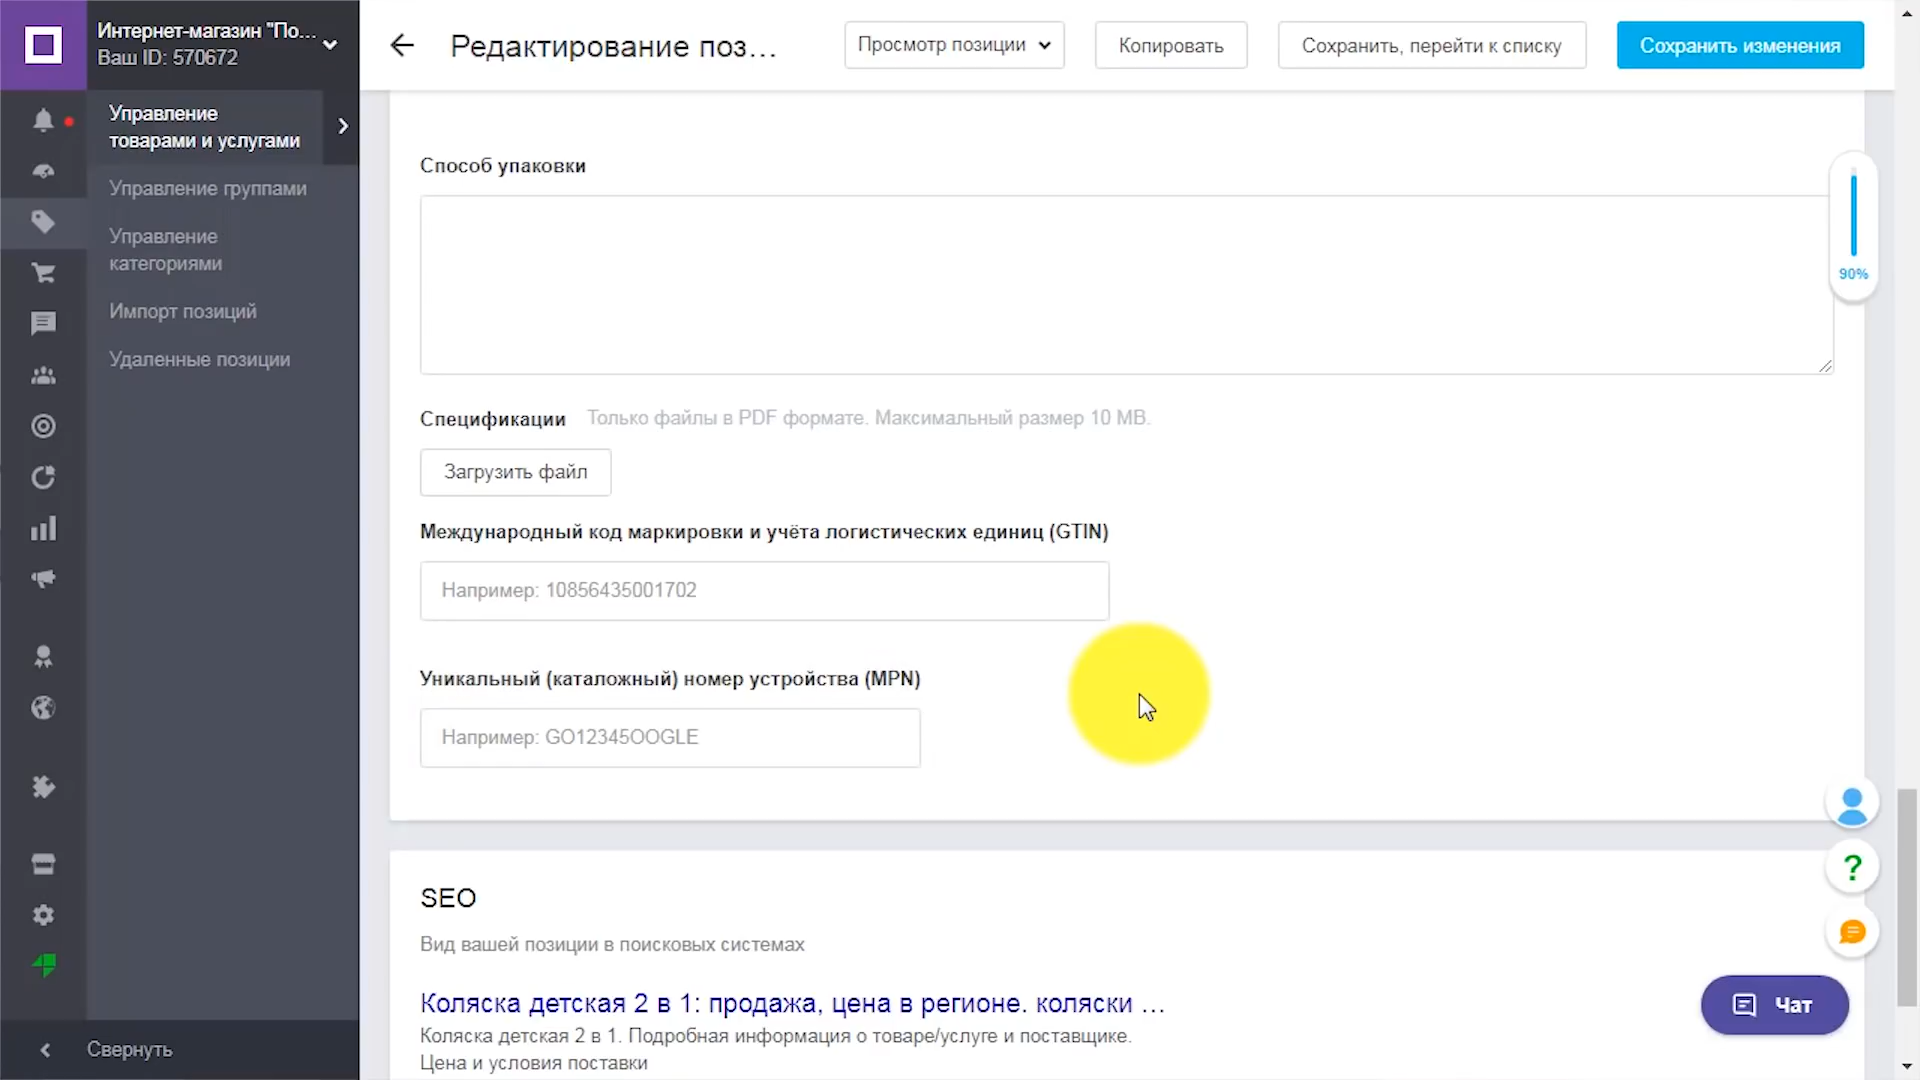 Интернет-магазин "По...
Ваш ID: 570672
Редактирование поз...
Просмотр позиции
Копировать
Сохранить, перейти к списку
Сохранить изменения
Управление
товарами и услугами
Управление группами
Управление
категориями
Импорт позиций
Удаленные позиции
Свернуть
Способ упаковки
90%
Спецификации Только файлы в PDF формате. Максимальный размер 10 MB.
Загрузить файл
Международный код маркировки и учёта логистических единиц (GTIN)
Например: 10856435001702
Уникальный (каталожный) номер устройства (MPN)
Например: GO12345OOGLE
?
SEO
Вид вашей позиции в поисковых системах
Коляска детская 2 в 1: продажа, цена в регионе. коляски ...
Коляска детская 2 в 1. Подробная информация о товаре/услуге и поставщике.
Цена и условия поставки
Чат